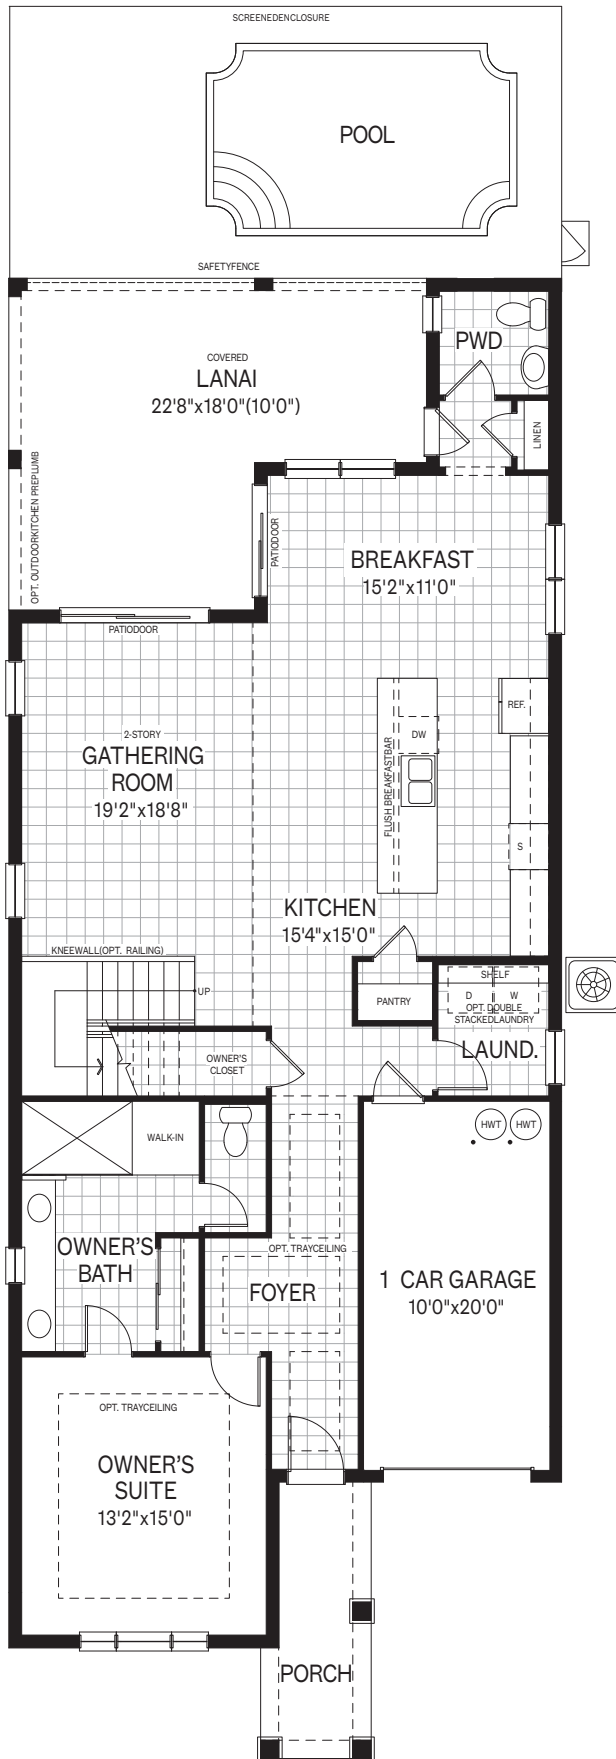 SCREENEDENCLOSURE
POOL
SAFETYFENCE
PWD
COVERED
LANAI
22'8"x18'0"(10'0")
LINEN
OPT. OUTDOORKITCHEN PREPLUMB
PATIODOOR
BREAKFAST
15'2"x11'0"
PATIODOOR
REF.
2-STORY
DW
GATHERING
ROOM
19'2"x18'8"
FLUSH BREAKFASTBAR
S
KITCHEN
15'4"x15'0"
KNEEWALL(OPT. RAILING)
UP
PANTRY
SHELF
D
W
OPT. DOUBLE
STACKEDLAUNDRY
LAUND.
OWNER'S
CLOSET
WALK-IN
HWT
HWT
OWNER'S
BATH
OPT. TRAYCEILING
FOYER
1 CAR GARAGE
10'0"x20'0"
OPT. TRAYCEILING
OWNER'S
SUITE
13'2"x15'0"
PORCH